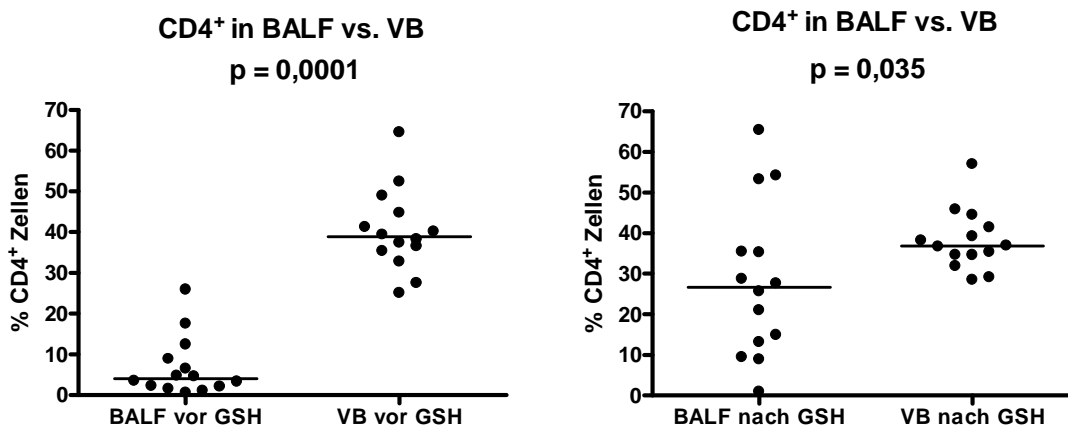 CD4⁺ in BALF vs. VB
p = 0,0001
% CD4⁺ Zellen
70
60
50
40
30
20
10
0
BALF vor GSH
VB vor GSH
CD4⁺ in BALF vs. VB
p = 0,035
% CD4⁺ Zellen
70
60
50
40
30
20
10
0
BALF nach GSH
VB nach GSH